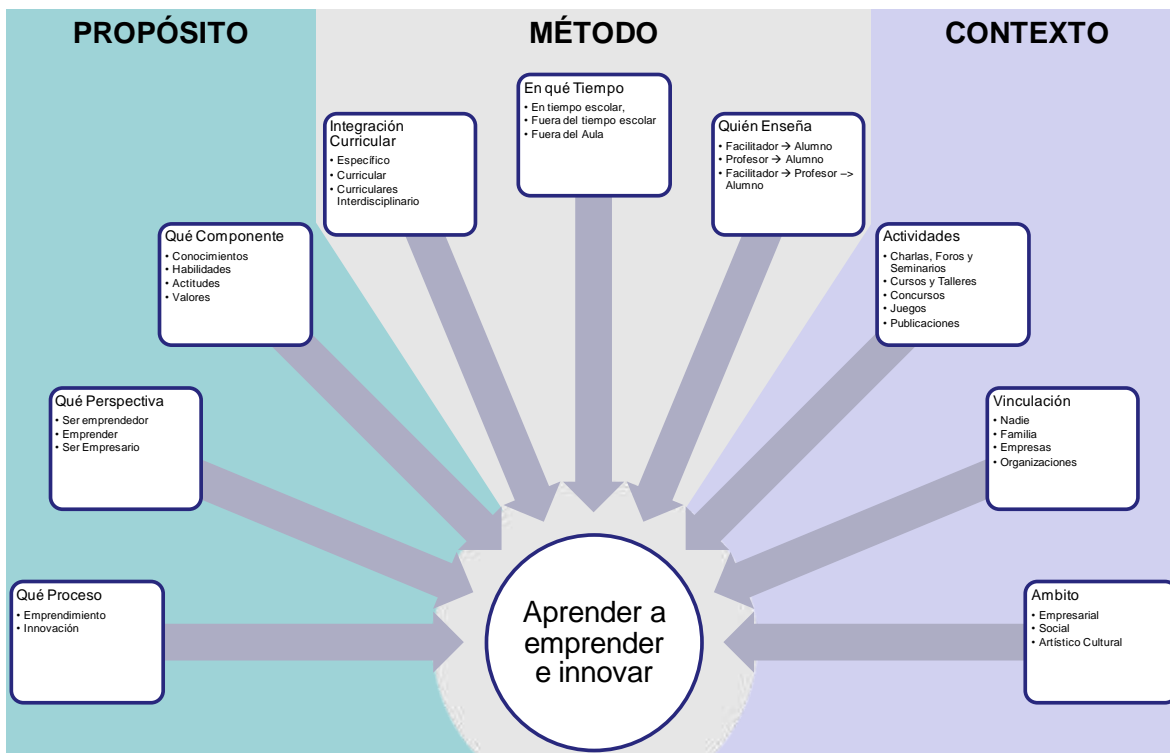 PROPÓSITO
MÉTODO
CONTEXTO
Qué Proceso
• Emprendimiento
• Innovación
Qué Perspectiva
• Ser emprendedor
• Emprender
• Ser Empresario
Qué Componente
• Conocimientos
• Habilidades
• Actitudes
• Valores
Integración
Curricular
• Específico
• Curricular
• Curriculares
Interdisciplinario
En qué Tiempo
• En tiempo escolar,
• Fuera del tiempo escolar
• Fuera del Aula
Quién Enseña
• Facilitador → Alumno
• Profesor → Alumno
• Facilitador → Profesor –>
Alumno
Actividades
• Charlas, Foros y
Seminarios
• Cursos y Talleres
• Concursos
• Juegos
• Publicaciones
Vinculación
• Nadie
• Familia
• Empresas
• Organizaciones
Ambito
• Empresarial
• Social
• Artístico Cultural
Aprender a
emprender
e innovar